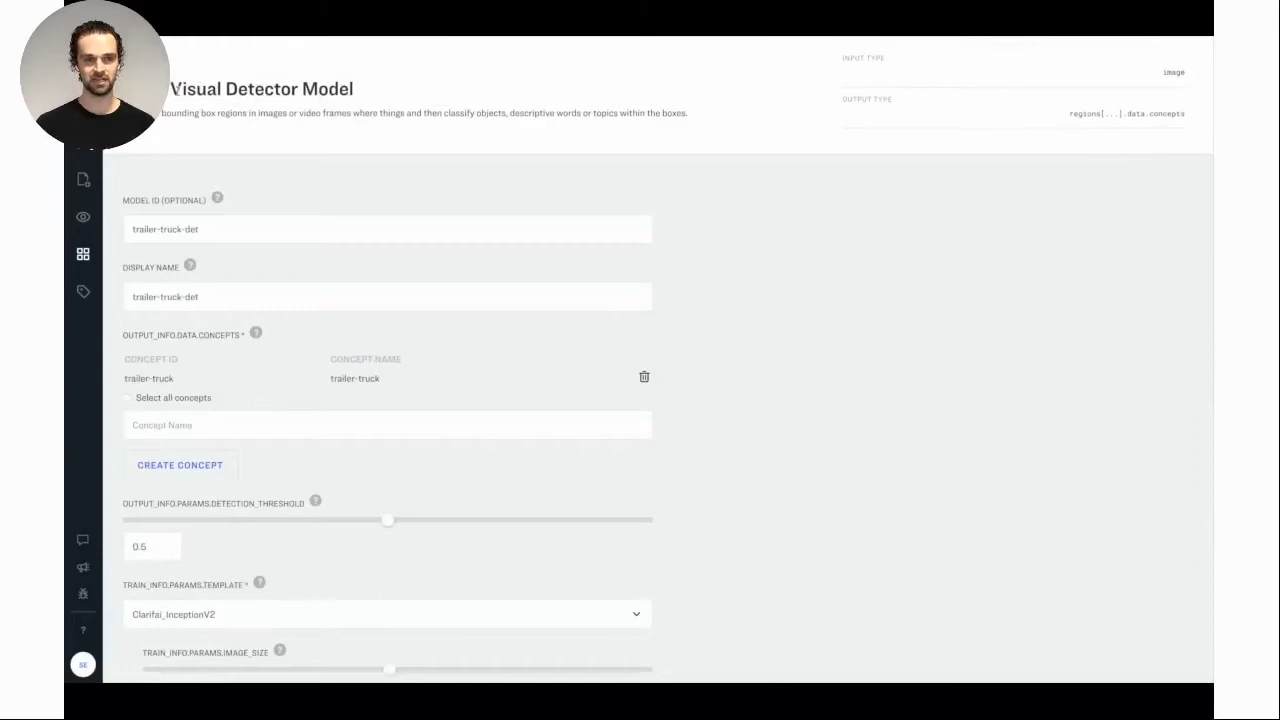 Visual Detector Model
bounding box regions in images or video frames where things and then classify objects, descriptive words or topics within the boxes.
INPUT TYPE
image
OUTPUT TYPE
regions[...].data.concepts
MODEL ID (OPTIONAL) ?
trailer-truck-det
DISPLAY NAME ?
trailer-truck-det
OUTPUT_INFO.DATA.CONCEPTS * ?
CONCEPT ID CONCEPT NAME
trailer-truck trailer-truck
Select all concepts
Concept Name
CREATE CONCEPT
OUTPUT_INFO.PARAMS.DETECTION_THRESHOLD ?
0.5
TRAIN_INFO.PARAMS.TEMPLATE * ?
Clarifai_InceptionV2
TRAIN_INFO.PARAMS.IMAGE_SIZE ?
?
SE